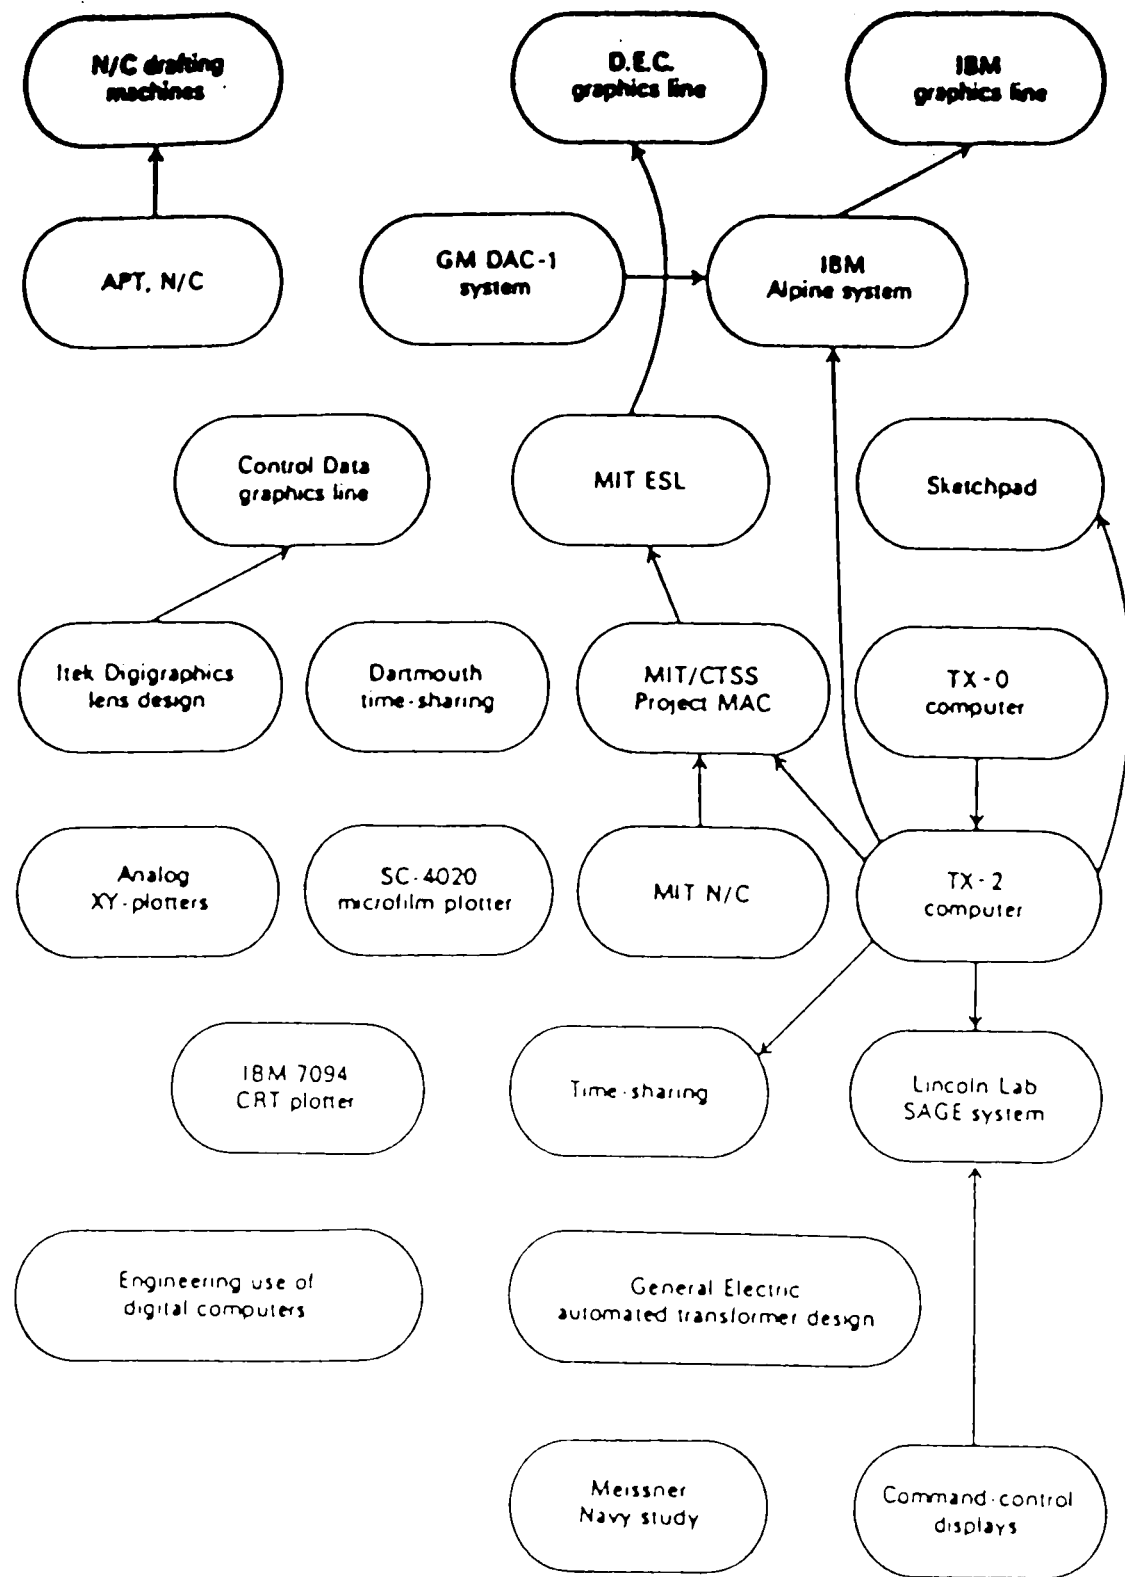 N/C drafting
machines
D.E.C.
graphics line
IBM
graphics line
APT, N/C
GM DAC-1
system
IBM
Alpine system
Control Data
graphics line
MIT ESL
Sketchpad
Itek Digigraphics
lens design
Dartmouth
time-sharing
MIT/CTSS
Project MAC
TX-0
computer
Analog
XY-plotters
SC-4020
microfilm plotter
MIT N/C
TX-2
computer
IBM 7094
CRT plotter
Time-sharing
Lincoln Lab
SAGE system
Engineering use of
digital computers
General Electric
automated transformer design
Meissner
Navy study
Command-control
displays